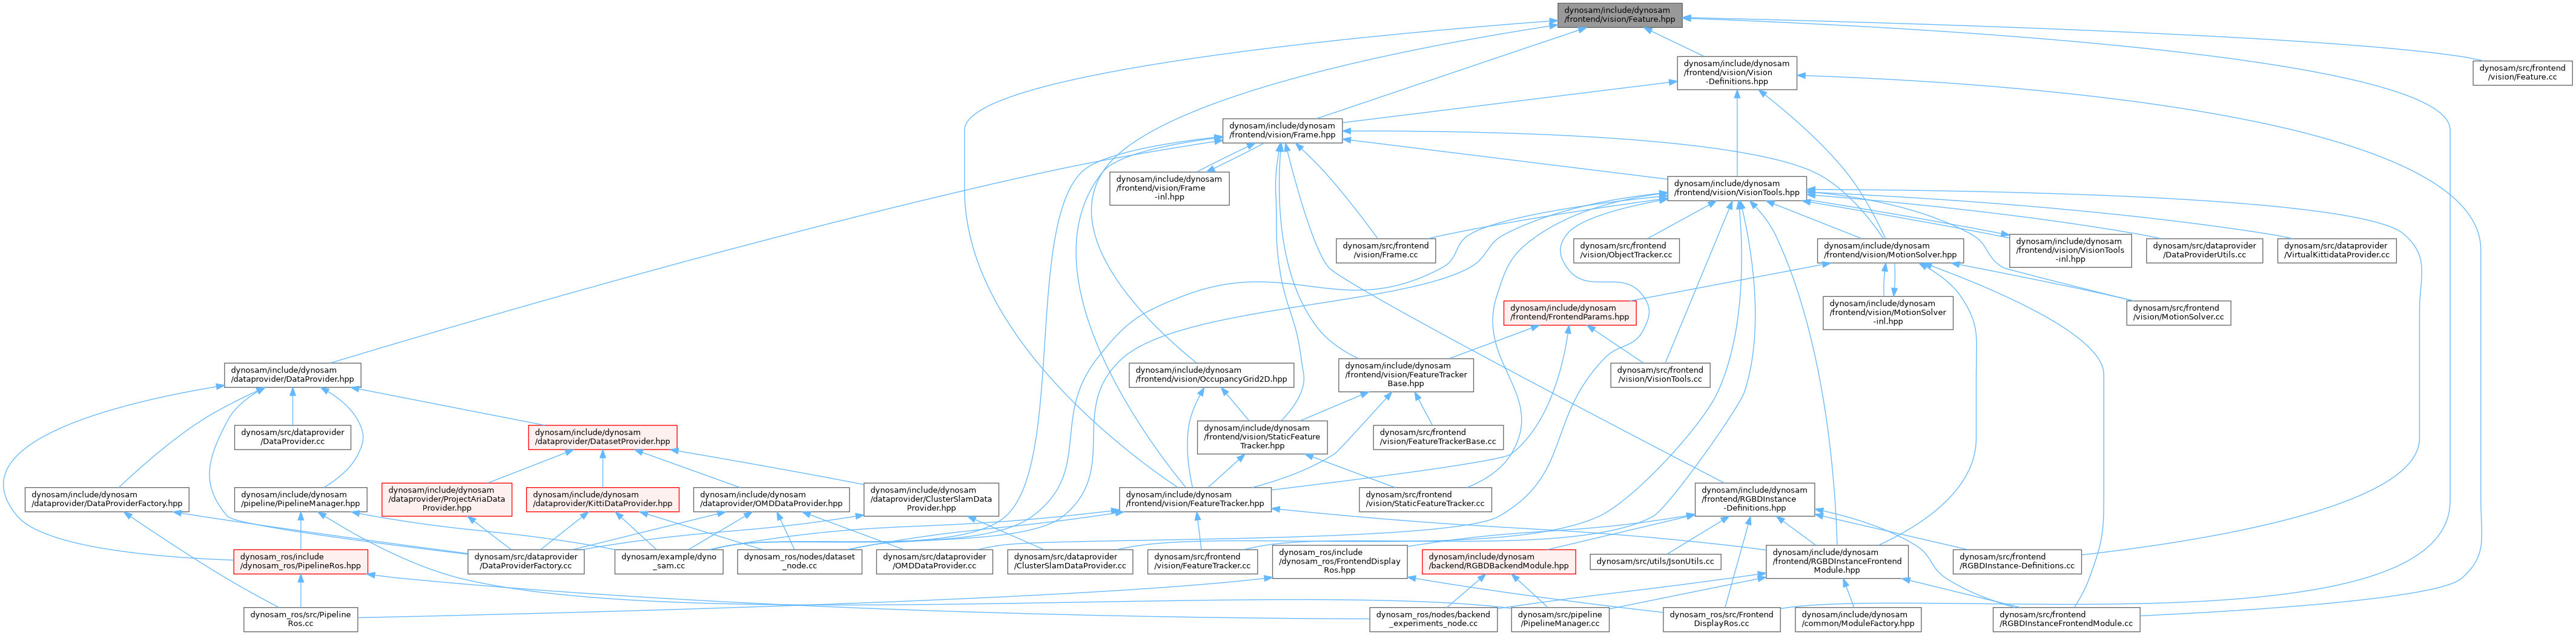 dynosam/include/dynosam
/frontend/vision/Feature.hpp
dynosam/include/dynosam
/frontend/vision/Vision
-Definitions.hpp
dynosam/src/frontend
/vision/Feature.cc
dynosam/include/dynosam
/frontend/vision/Frame.hpp
dynosam/include/dynosam
/frontend/vision/Frame
-inl.hpp
dynosam/include/dynosam
/frontend/vision/VisionTools.hpp
dynosam/src/frontend
/vision/Frame.cc
dynosam/src/frontend
/vision/ObjectTracker.cc
dynosam/include/dynosam
/frontend/vision/MotionSolver.hpp
dynosam/include/dynosam
/frontend/vision/VisionTools
-inl.hpp
dynosam/src/dataprovider
/DataProviderUtils.cc
dynosam/src/dataprovider
/VirtualKittidataProvider.cc
dynosam/include/dynosam
/frontend/FrontendParams.hpp
dynosam/include/dynosam
/frontend/vision/MotionSolver
-inl.hpp
dynosam/src/frontend
/vision/MotionSolver.cc
dynosam/include/dynosam
/dataprovider/DataProvider.hpp
dynosam/include/dynosam
/frontend/vision/OccupancyGrid2D.hpp
dynosam/include/dynosam
/frontend/vision/FeatureTracker
Base.hpp
dynosam/src/frontend
/vision/VisionTools.cc
dynosam/src/dataprovider
/DataProvider.cc
dynosam/include/dynosam
/dataprovider/DatasetProvider.hpp
dynosam/include/dynosam
/frontend/vision/StaticFeature
Tracker.hpp
dynosam/src/frontend
/vision/FeatureTrackerBase.cc
dynosam/include/dynosam
/dataprovider/DataProviderFactory.hpp
dynosam/include/dynosam
/pipeline/PipelineManager.hpp
dynosam/include/dynosam
/dataprovider/ProjectAriaData
Provider.hpp
dynosam/include/dynosam
/dataprovider/KittiDataProvider.hpp
dynosam/include/dynosam
/dataprovider/OMDDataProvider.hpp
dynosam/include/dynosam
/dataprovider/ClusterSlamData
Provider.hpp
dynosam/include/dynosam
/frontend/vision/FeatureTracker.hpp
dynosam/src/frontend
/vision/StaticFeatureTracker.cc
dynosam/include/dynosam
/frontend/RGBDInstance
-Definitions.hpp
dynosam_ros/include
/dynosam_ros/PipelineRos.hpp
dynosam/src/dataprovider
/DataProviderFactory.cc
dynosam/example/dyno
_sam.cc
dynosam_ros/nodes/dataset
_node.cc
dynosam/src/dataprovider
/OMDDataProvider.cc
dynosam/src/dataprovider
/ClusterSlamDataProvider.cc
dynosam/src/frontend
/vision/FeatureTracker.cc
dynosam_ros/include
/dynosam_ros/FrontendDisplay
Ros.hpp
dynosam/include/dynosam
/backend/RGBDBackendModule.hpp
dynosam/src/utils/JsonUtils.cc
dynosam/include/dynosam
/frontend/RGBDInstanceFrontend
Module.hpp
dynosam/src/frontend
/RGBDInstance-Definitions.cc
dynosam_ros/src/Pipeline
Ros.cc
dynosam_ros/nodes/backend
_experiments_node.cc
dynosam/src/pipeline
/PipelineManager.cc
dynosam_ros/src/Frontend
DisplayRos.cc
dynosam/include/dynosam
/common/ModuleFactory.hpp
dynosam/src/frontend
/RGBDInstanceFrontendModule.cc